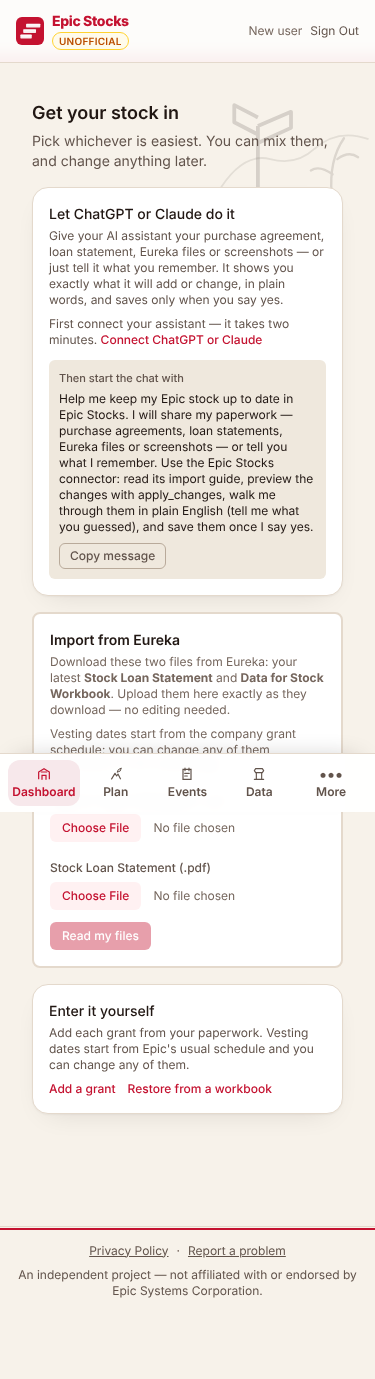 Epic Stocks
UNOFFICIAL
New user Sign Out
Get your stock in
Pick whichever is easiest. You can mix them,
and change anything later.
Let ChatGPT or Claude do it
Give your AI assistant your purchase agreement,
loan statement, Eureka files or screenshots — or
just tell it what you remember. It shows you
exactly what it will add or change, in plain
words, and saves only when you say yes.
First connect your assistant — it takes two
minutes. Connect ChatGPT or Claude
Then start the chat with
Help me keep my Epic stock up to date in
Epic Stocks. I will share my paperwork —
purchase agreements, loan statements,
Eureka files or screenshots — or tell you
what I remember. Use the Epic Stocks
connector: read its import guide, preview the
changes with apply_changes, walk me
through them in plain English (tell me what
you guessed), and save them once I say yes.
Copy message
Import from Eureka
Download these two files from Eureka: your
latest Stock Loan Statement and Data for Stock
Workbook. Upload them here exactly as they
download — no editing needed.
Vesting dates start from the company grant
schedule; you can change any of them
Dashboard
Plan
Events
Data
More
Choose File No file chosen
Stock Loan Statement (.pdf)
Choose File No file chosen
Read my files
Enter it yourself
Add each grant from your paperwork. Vesting
dates start from Epic's usual schedule and you
can change any of them.
Add a grant Restore from a workbook
Privacy Policy · Report a problem
An independent project — not affiliated with or endorsed by
Epic Systems Corporation.